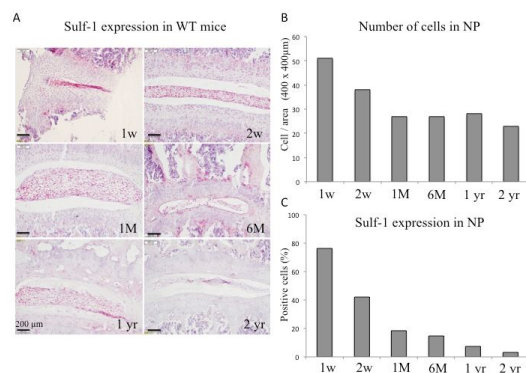 A
Sulf-1 expression in WT mice
1w
2w
1M
6M
1 yr
2 yr
200 μm
B
Number of cells in NP
Cell / area (400 x 400μm)
60
50
40
30
20
10
0
1w
2w
1M
6M
1 yr
2 yr
C
Sulf-1 expression in NP
Positive cells (%)
100
80
60
40
20
0
1w
2w
1M
6M
1 yr
2 yr